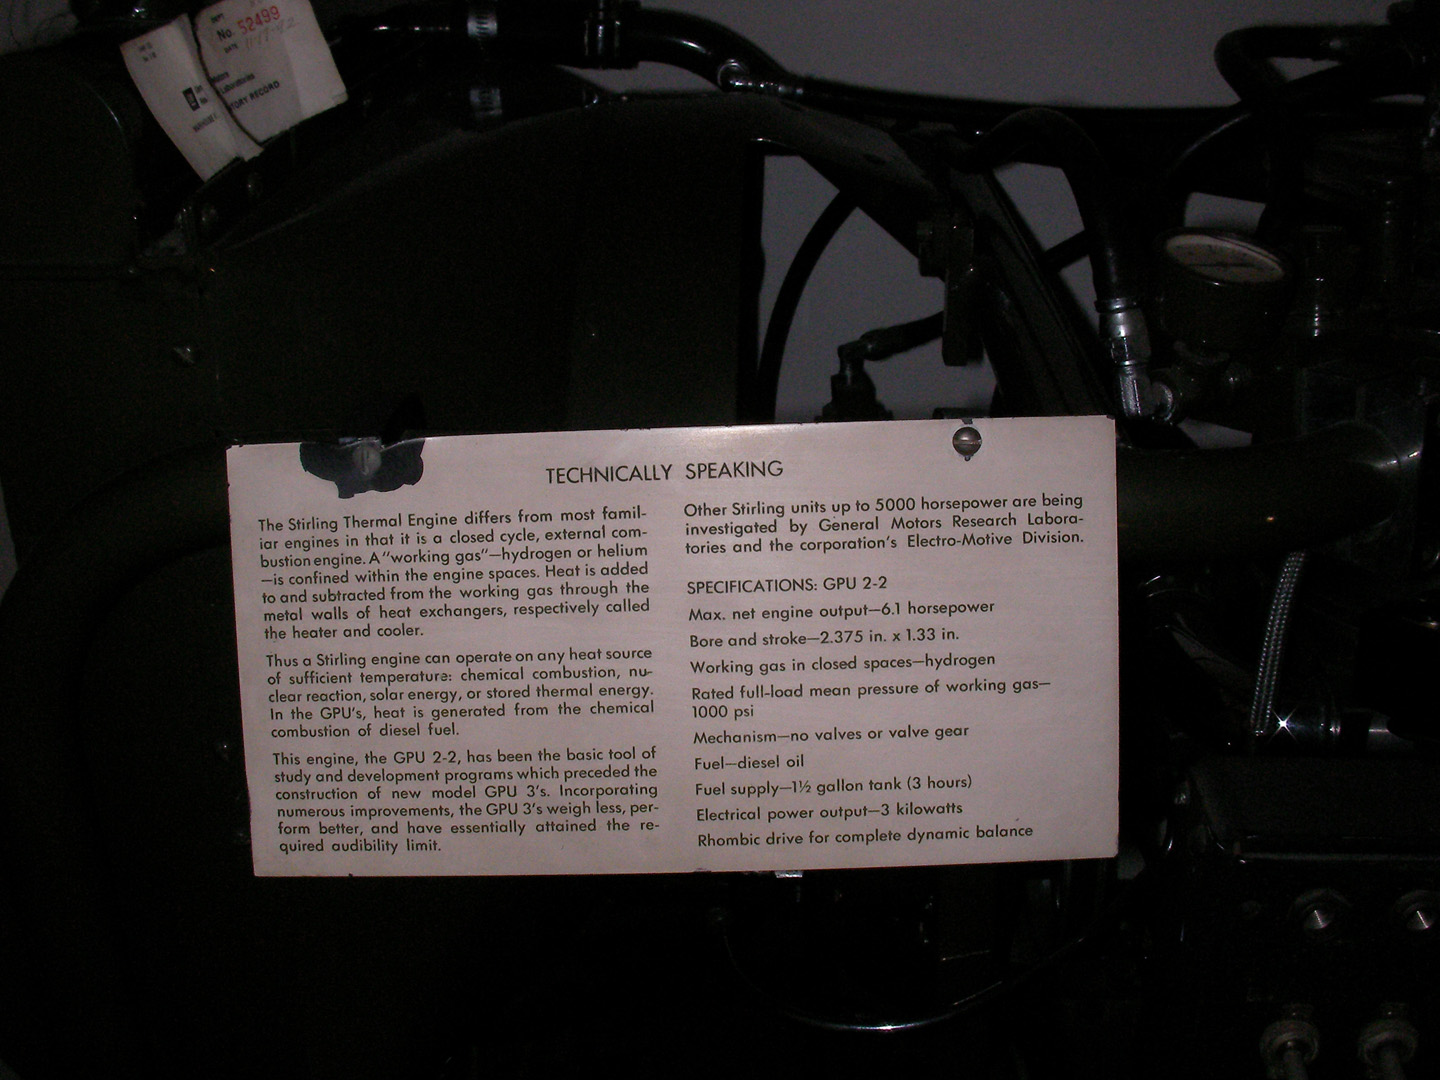 DEPT.
No. 52499
DATE
RECORD
TECHNICALLY SPEAKING
The Stirling Thermal Engine differs from most famil-
iar engines in that it is a closed cycle, external com-
bustion engine. A "working gas"—hydrogen or helium
—is confined within the engine spaces. Heat is added
to and subtracted from the working gas through the
metal walls of heat exchangers, respectively called
the heater and cooler.
Thus a Stirling engine can operate on any heat source
of sufficient temperature: chemical combustion, nu-
clear reaction, solar energy, or stored thermal energy.
In the GPU's, heat is generated from the chemical
combustion of diesel fuel.
This engine, the GPU 2-2, has been the basic tool of
study and development programs which preceded the
construction of new model GPU 3's. Incorporating
numerous improvements, the GPU 3's weigh less, per-
form better, and have essentially attained the re-
quired audibility limit.
Other Stirling units up to 5000 horsepower are being
investigated by General Motors Research Labora-
tories and the corporation's Electro-Motive Division.
SPECIFICATIONS: GPU 2-2
Max. net engine output—6.1 horsepower
Bore and stroke—2.375 in. x 1.33 in.
Working gas in closed spaces—hydrogen
Rated full-load mean pressure of working gas—
1000 psi
Mechanism—no valves or valve gear
Fuel—diesel oil
Fuel supply—1½ gallon tank (3 hours)
Electrical power output—3 kilowatts
Rhombic drive for complete dynamic balance